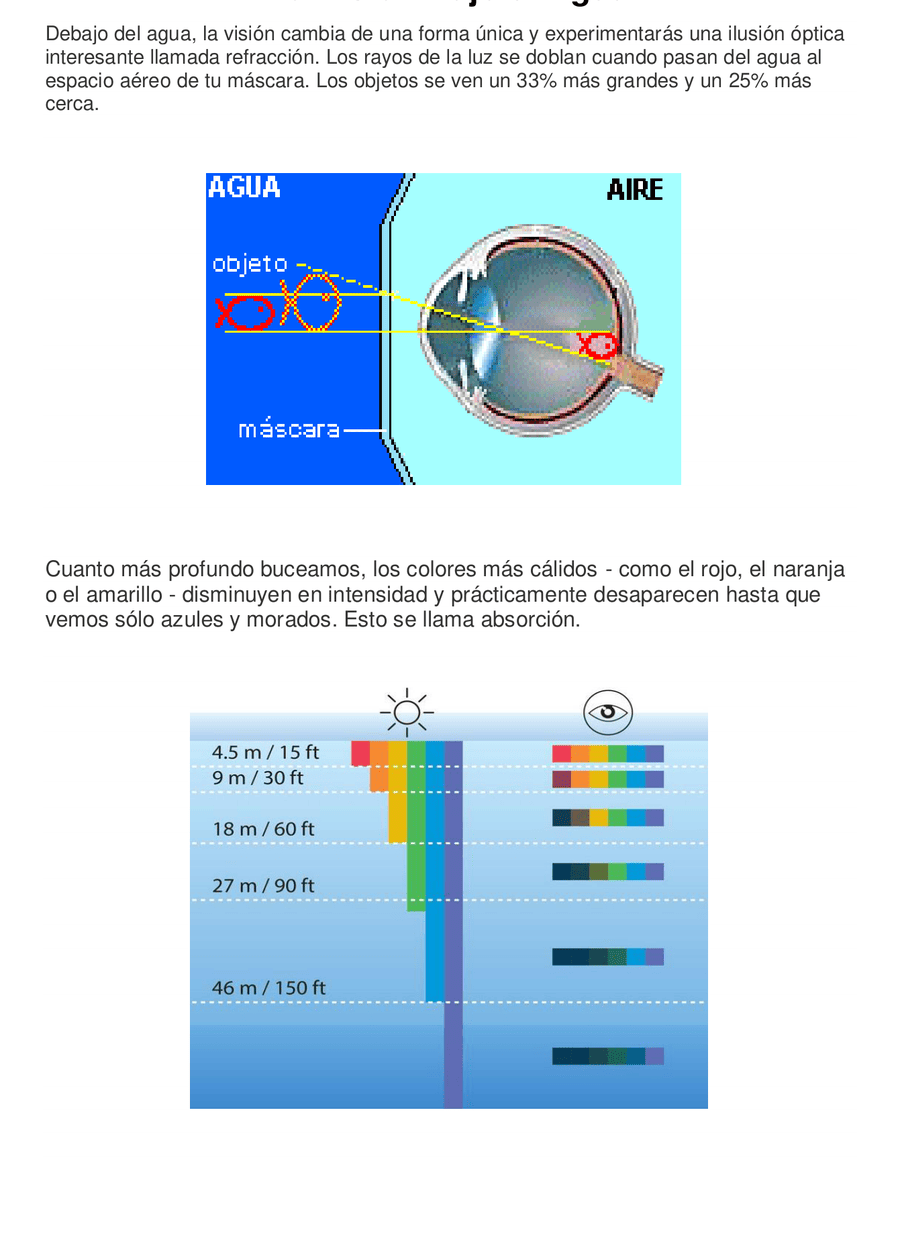 Debajo del agua, la visión cambia de una forma única y experimentarás una ilusión óptica
interesante llamada refracción. Los rayos de la luz se doblan cuando pasan del agua al
espacio aéreo de tu máscara. Los objetos se ven un 33% más grandes y un 25% más
cerca.
AGUA
AIRE
objeto
máscara
Cuanto más profundo buceamos, los colores más cálidos - como el rojo, el naranja
o el amarillo - disminuyen en intensidad y prácticamente desaparecen hasta que
vemos sólo azules y morados. Esto se llama absorción.
4.5 m / 15 ft
9 m / 30 ft
18 m / 60 ft
27 m / 90 ft
46 m / 150 ft